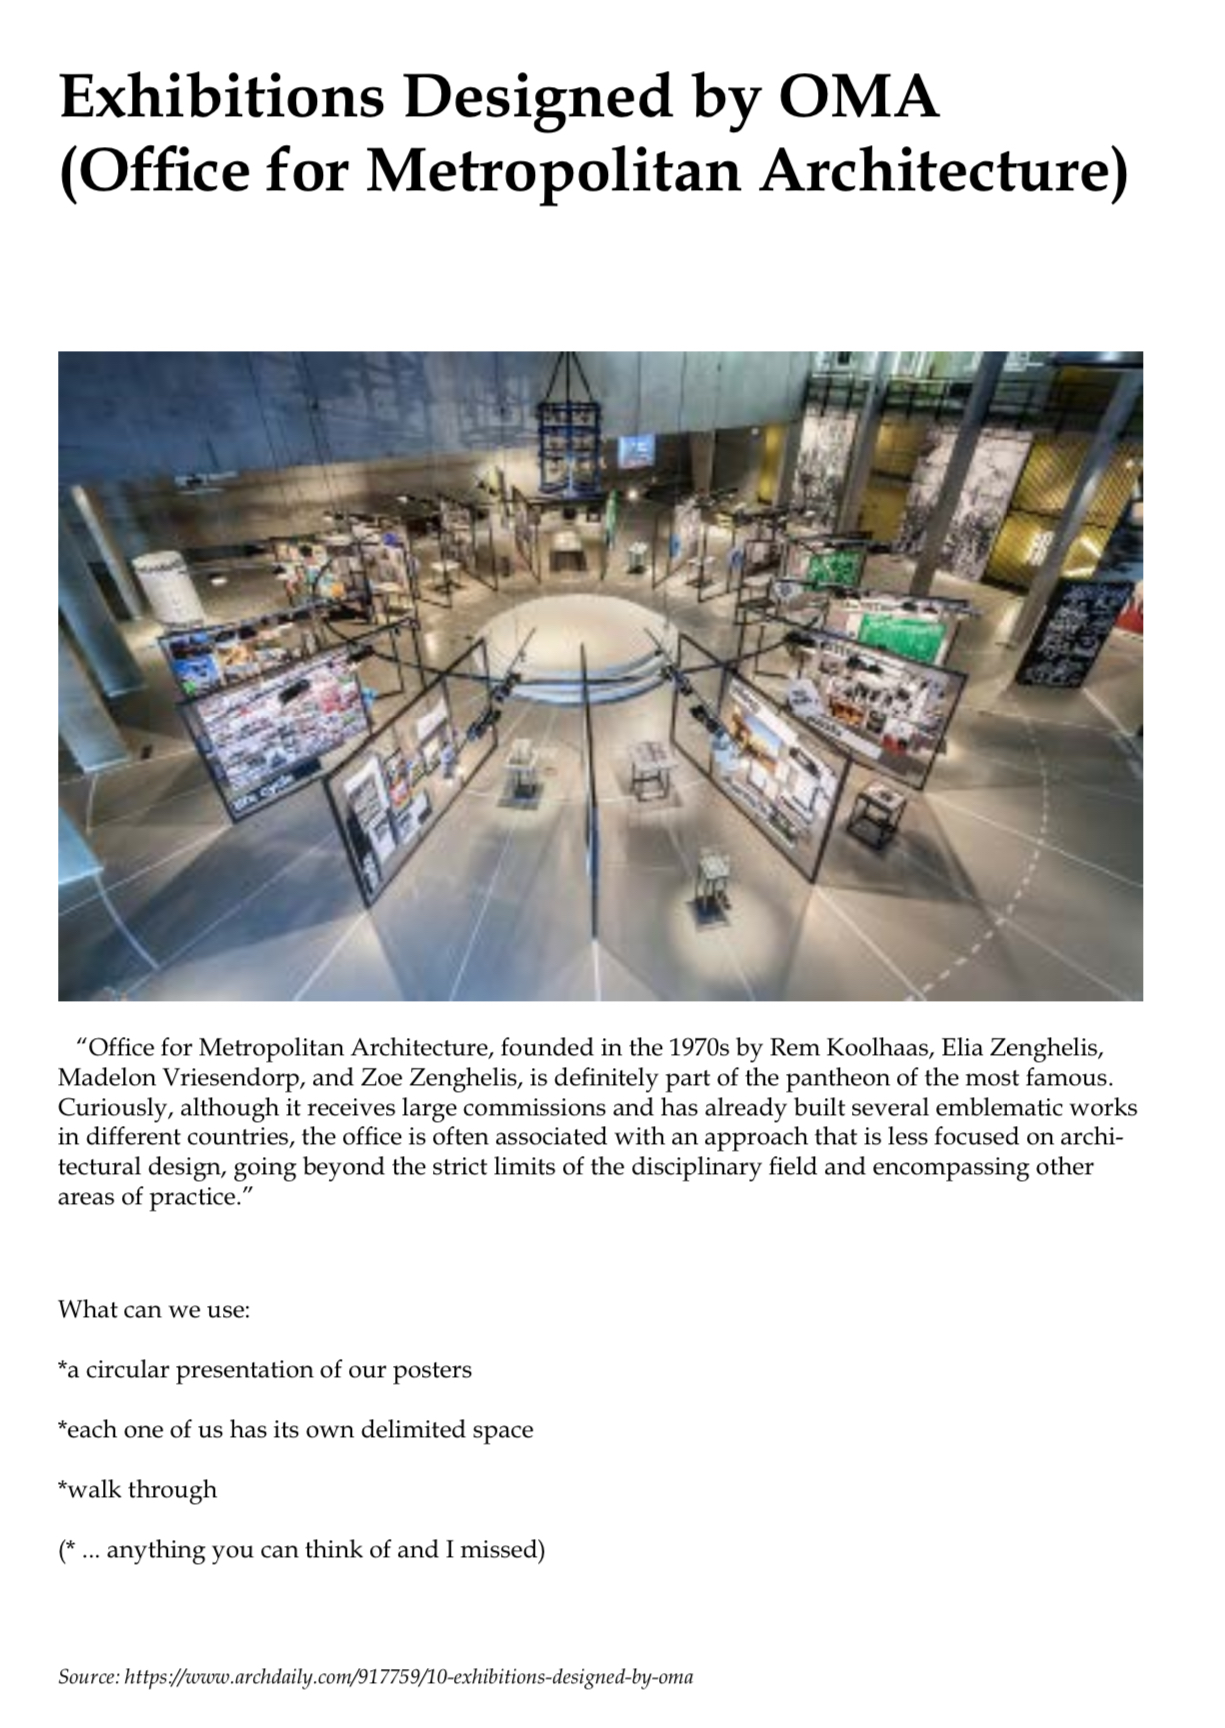 Exhibitions Designed by OMA
(Office for Metropolitan Architecture)
“Office for Metropolitan Architecture, founded in the 1970s by Rem Koolhaas, Elia Zenghelis,
Madelon Vriesendorp, and Zoe Zenghelis, is definitely part of the pantheon of the most famous.
Curiously, although it receives large commissions and has already built several emblematic works
in different countries, the office is often associated with an approach that is less focused on archi-
tectural design, going beyond the strict limits of the disciplinary field and encompassing other
areas of practice.”
What can we use:
*a circular presentation of our posters
*each one of us has its own delimited space
*walk through
(* ... anything you can think of and I missed)
Source: https://www.archdaily.com/917759/10-exhibitions-designed-by-oma